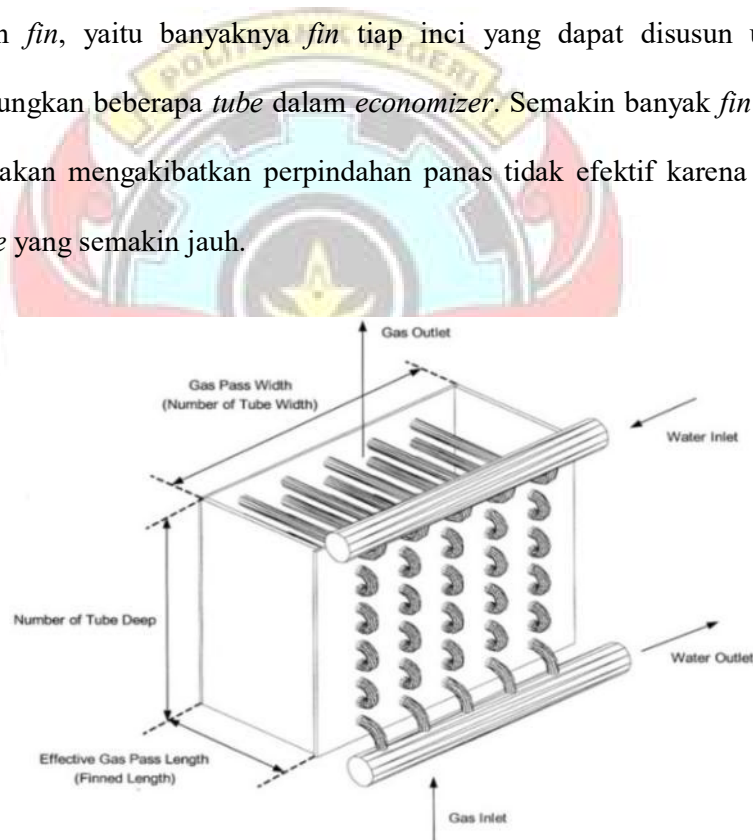 fin, yaitu banyaknya fin tiap inci yang dapat disusun
beberapa tube dalam economizer. Semakin banyak fin
akan mengakibatkan perpindahan panas tidak efektif karena
yang semakin jauh.
POLITEKNIK NEGERI
Gas Outlet
Gas Pass Width
(Number of Tube Width)
Water Inlet
Number of Tube Deep
Water Outlet
Effective Gas Pass Length
(Finned Length)
Gas Inlet